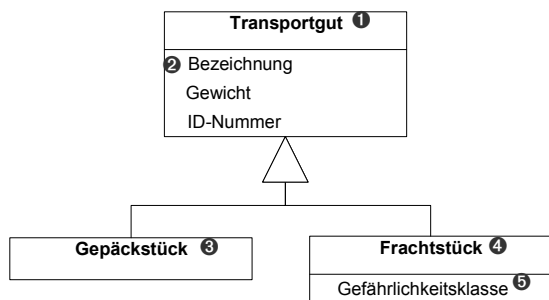 Transportgut ❶
❷ Bezeichnung
Gewicht
ID-Nummer
Gepäckstück ❸
Frachtstück ❹
Gefährlichkeitsklasse ❺